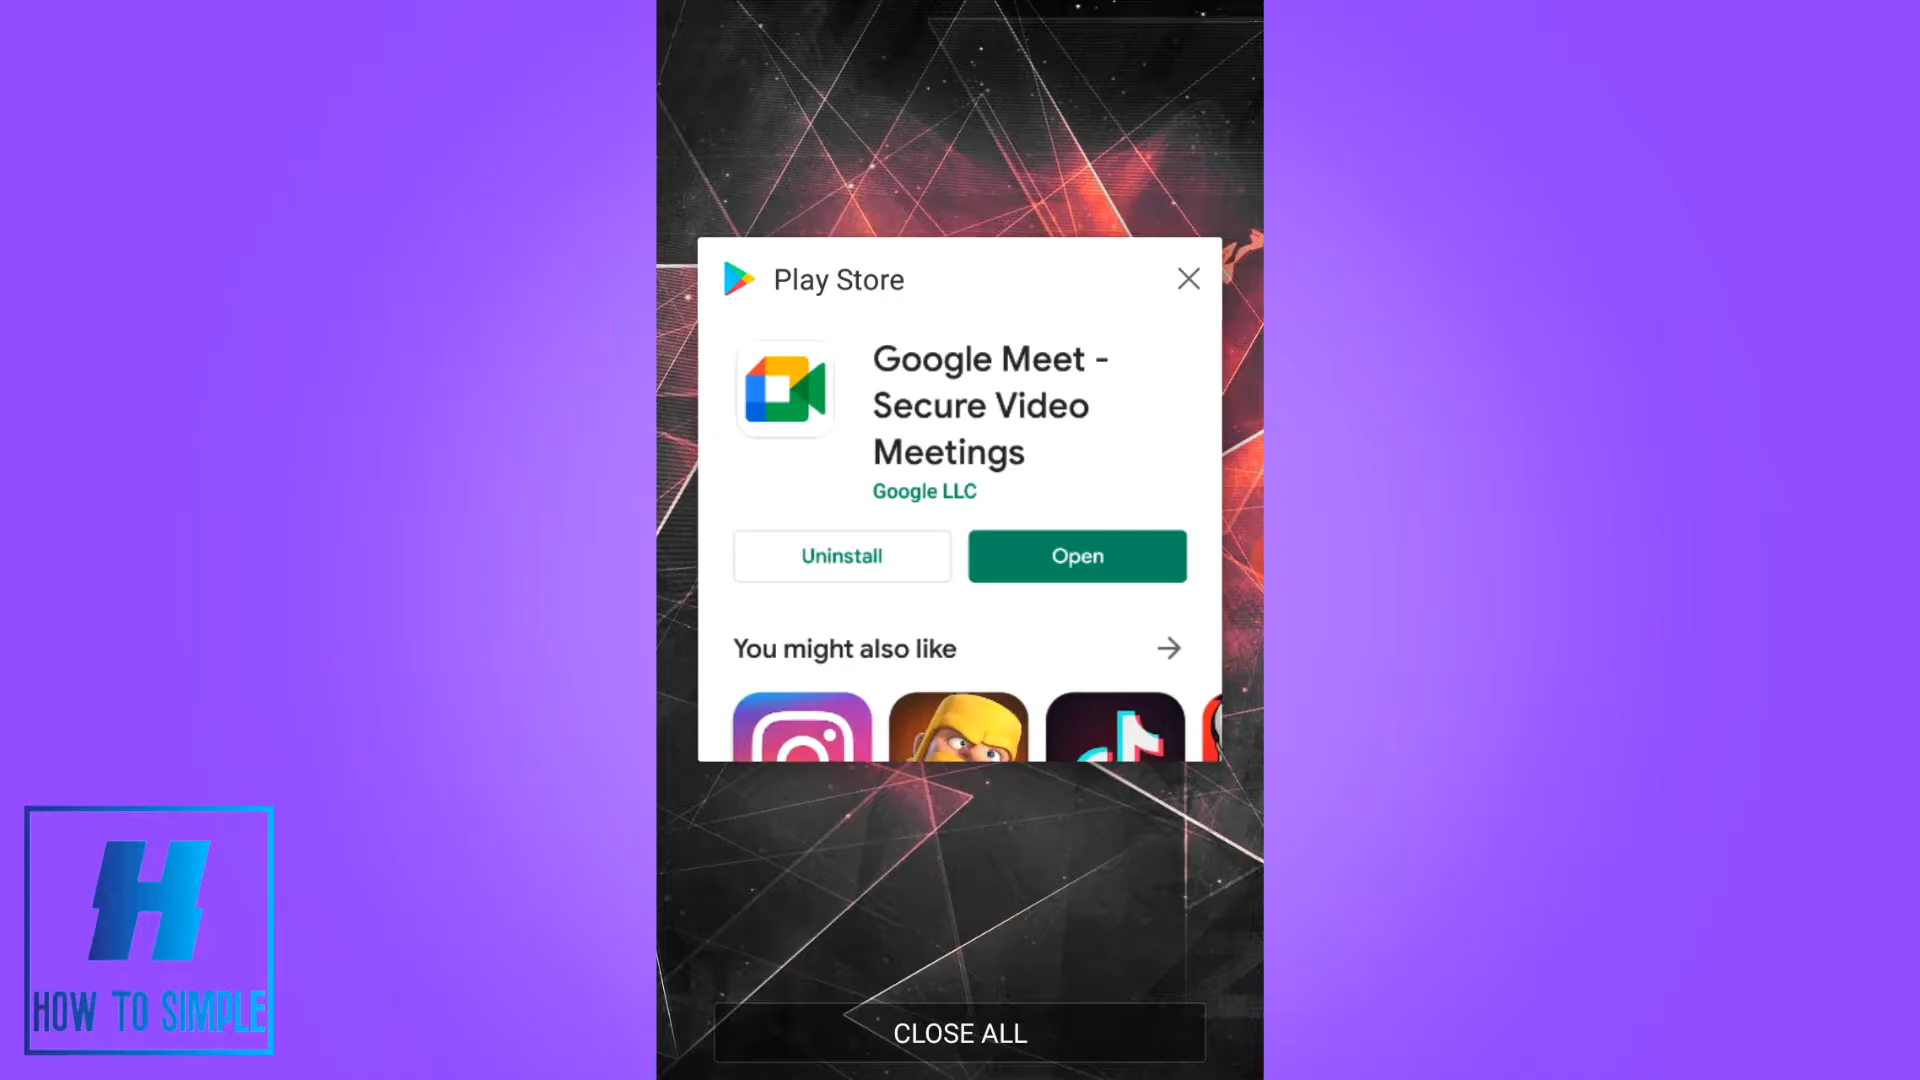 Play Store
Google Meet -
Secure Video
Meetings
Google LLC
Uninstall
Open
You might also like
CLOSE ALL
H
HOW TO SIMPLE